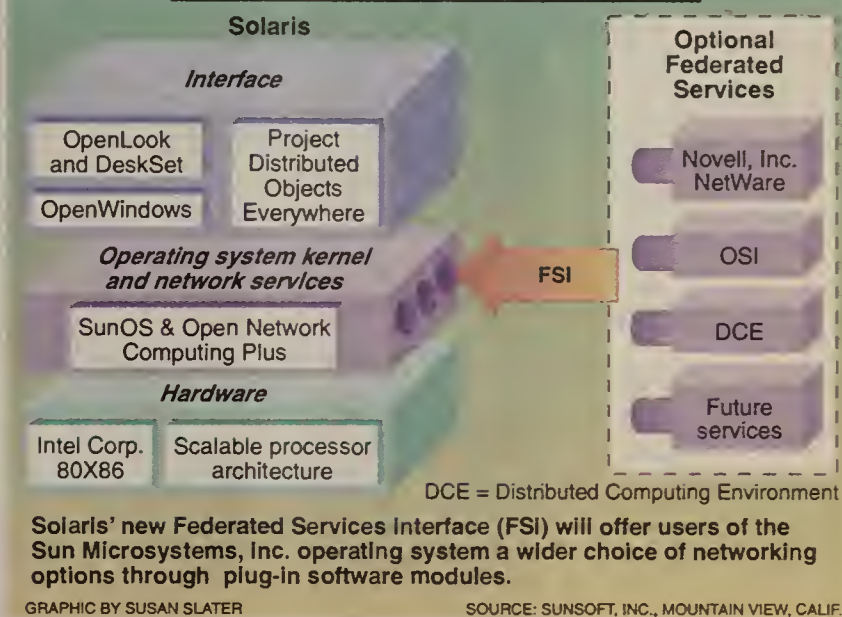 Solaris
Interface
OpenLook
and DeskSet
OpenWindows
Project
Distributed
Objects
Everywhere
Operating system kernel
and network services
SunOS & Open Network
Computing Plus
Hardware
Intel Corp.
80X86
Scalable processor
architecture
FSI
Optional
Federated
Services
Novell, Inc.
NetWare
OSI
DCE
Future
services
DCE = Distributed Computing Environment
Solaris' new Federated Services Interface (FSI) will offer users of the
Sun Microsystems, Inc. operating system a wider choice of networking
options through plug-in software modules.
GRAPHIC BY SUSAN SLATER
SOURCE: SUNSOFT, INC., MOUNTAIN VIEW, CALIF.